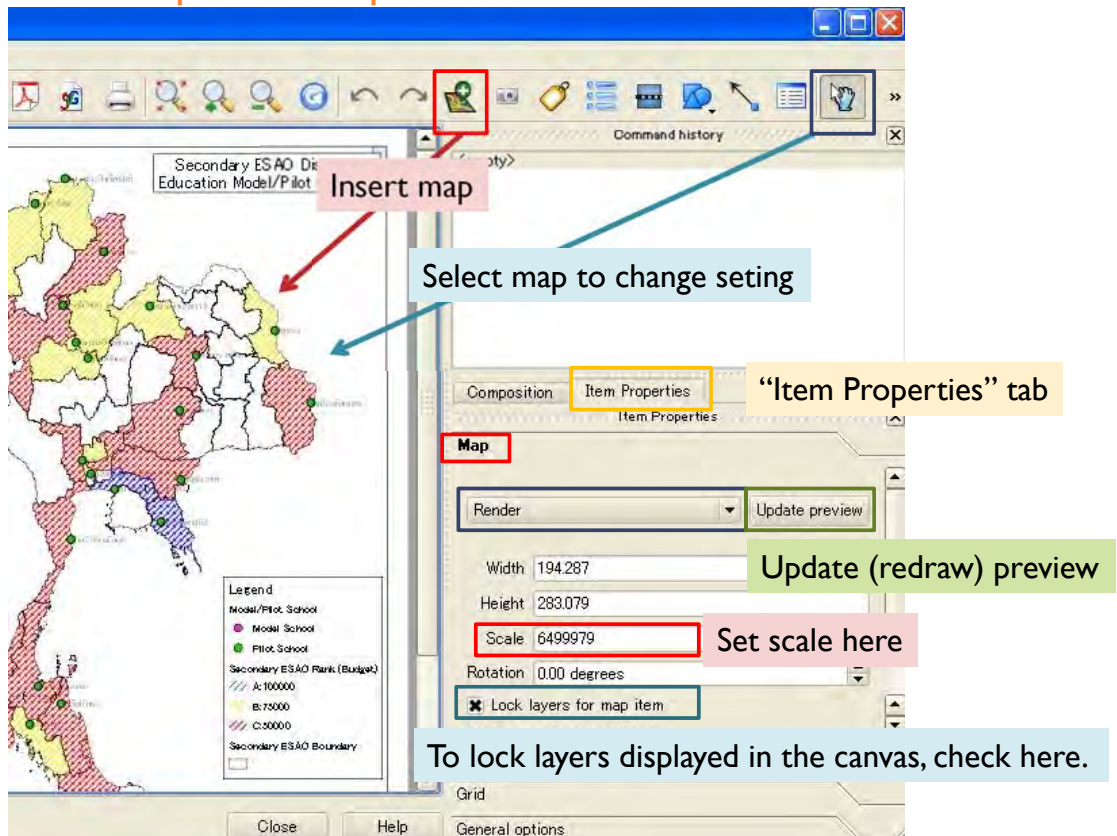 Command history
Secondary ESAO Dis
Education Model/Pilot
Insert map
Select map to change seting
Composition
Item Properties
“Item Properties” tab
Item Properties
Map
Render
Update preview
Update (redraw) preview
Width 194.287
Height 283.079
Scale 6499979
Set scale here
Rotation 0.00 degrees
Lock layers for map item
To lock layers displayed in the canvas, check here.
Legend
Model/Pilot School
Model School
Pilot School
Secondary ESAO Rank (Budget)
A:100000
B:75000
C:50000
Secondary ESAO Boundary
Grid
General options
Close
Help